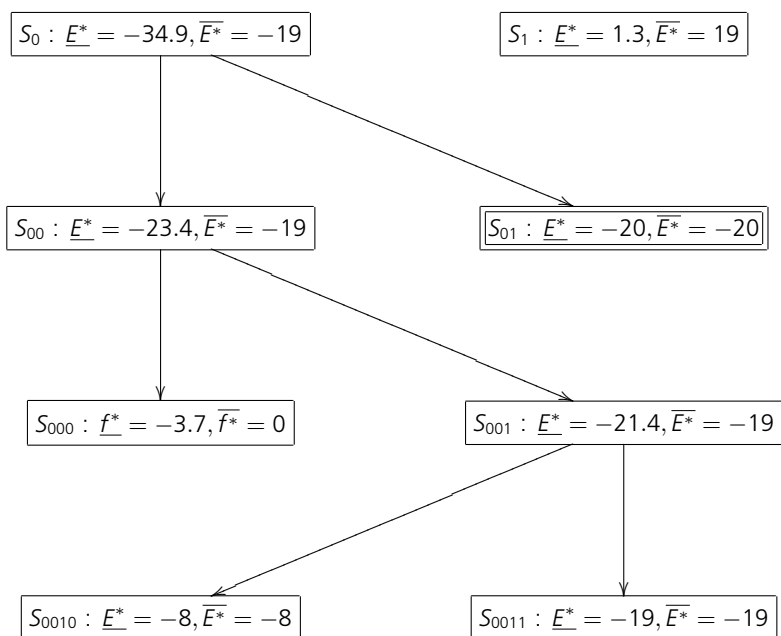 S₀ : E̲*̲ = −34.9, E̅*̅ = −19
S₁ : E̲*̲ = 1.3, E̅*̅ = 19
S₀₀ : E̲*̲ = −23.4, E̅*̅ = −19
S₀₁ : E̲*̲ = −20, E̅*̅ = −20
S₀₀₀ : f̲*̲ = −3.7, f̅*̅ = 0
S₀₀₁ : E̲*̲ = −21.4, E̅*̅ = −19
S₀₀₁₀ : E̲*̲ = −8, E̅*̅ = −8
S₀₀₁₁ : E̲*̲ = −19, E̅*̅ = −19